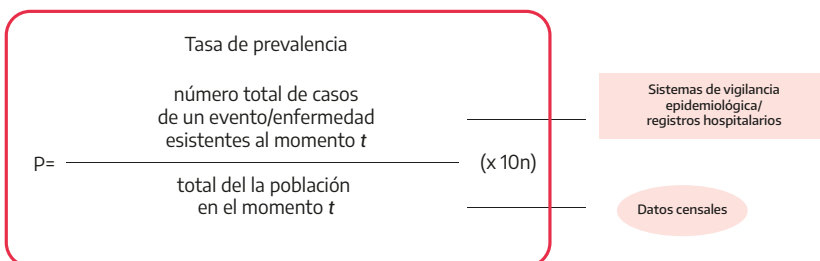 Tasa de prevalencia
número total de casos
de un evento/enfermedad
esistentes al momento t
P=
(x 10n)
total del la población
en el momento t
Sistemas de vigilancia
epidemiológica/
registros hospitalarios
Datos censales